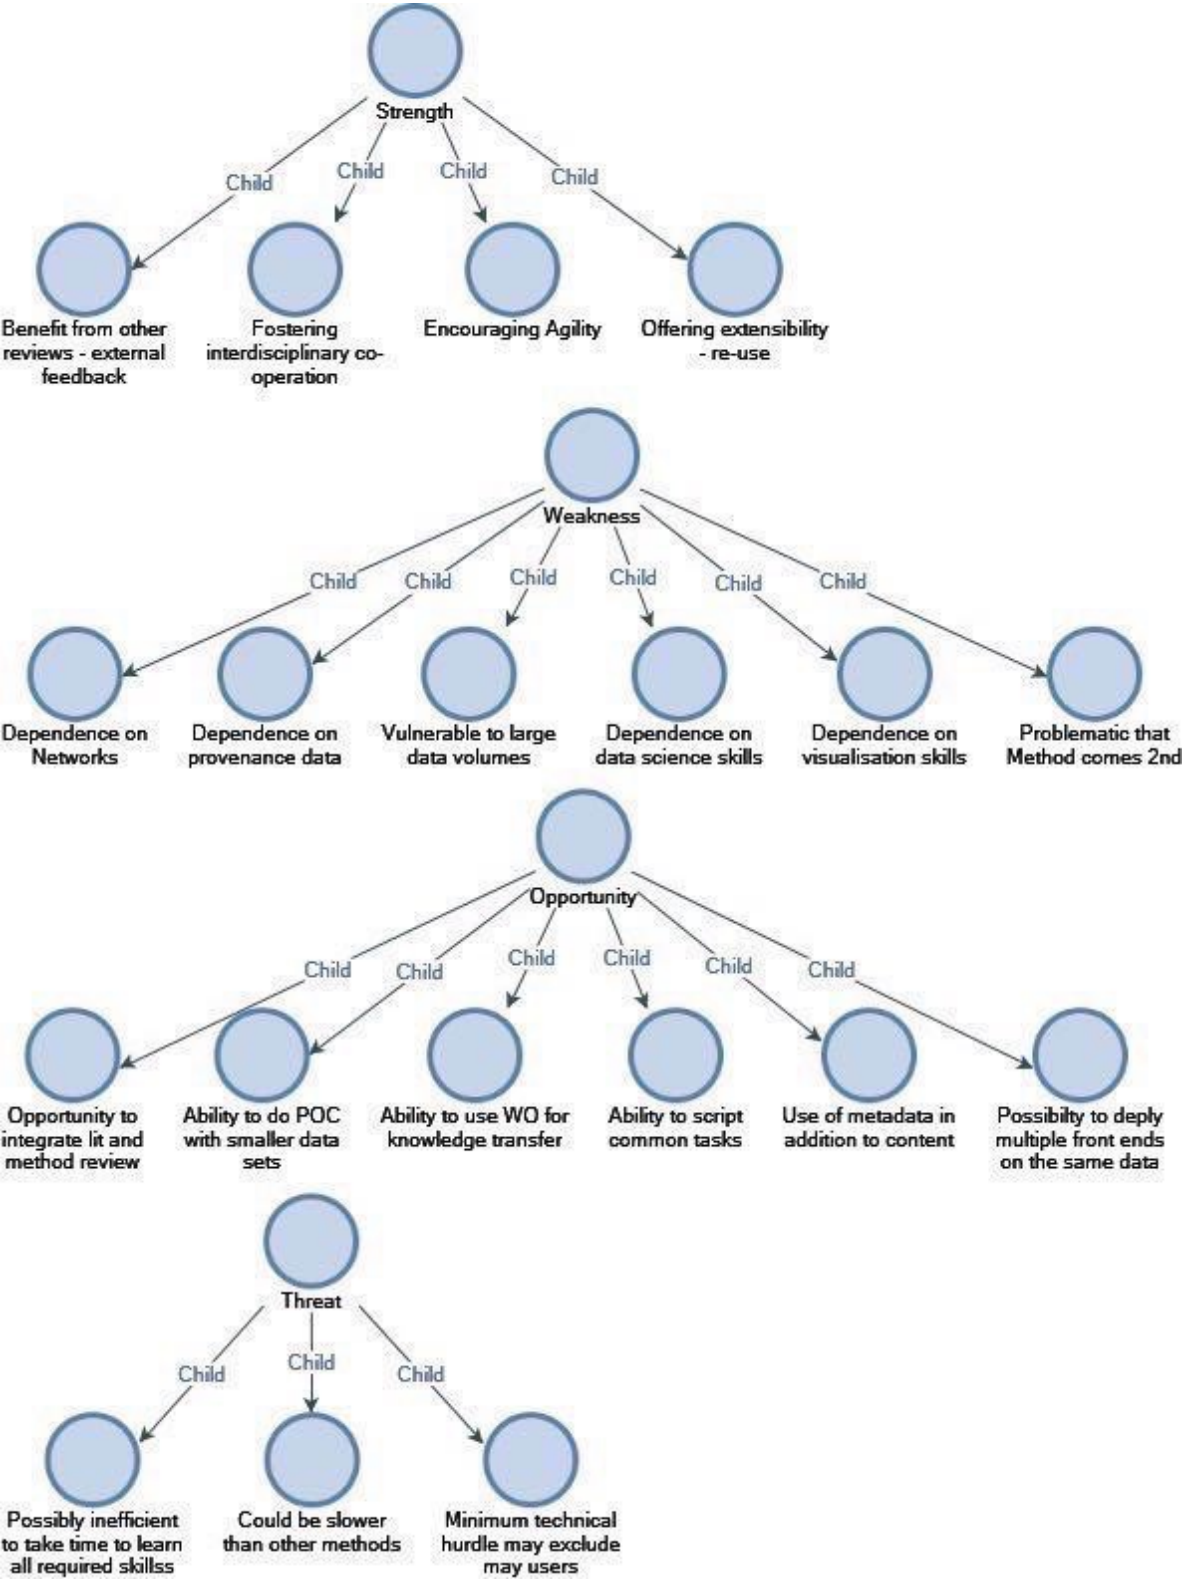 Strength
Child
Child
Child
Child
Benefit from other
reviews - external
feedback
Fostering
interdisciplinary co-
operation
Encouraging Agility
Offering extensibility
- re-use
Weakness
Child
Child
Child
Child
Child
Child
Dependence on
Networks
Dependence on
provenance data
Vulnerable to large
data volumes
Dependence on
data science skills
Dependence on
visualisation skills
Problematic that
Method comes 2nd
Opportunity
Child
Child
Child
Child
Child
Child
Opportunity to
integrate lit and
method review
Ability to do POC
with smaller data
sets
Ability to use WO for
knowledge transfer
Ability to script
common tasks
Use of metadata in
addition to content
Possibilty to deply
multiple front ends
on the same data
Threat
Child
Child
Child
Possibly inefficient
to take time to learn
all required skillss
Could be slower
than other methods
Minimum technical
hurdle may exclude
may users